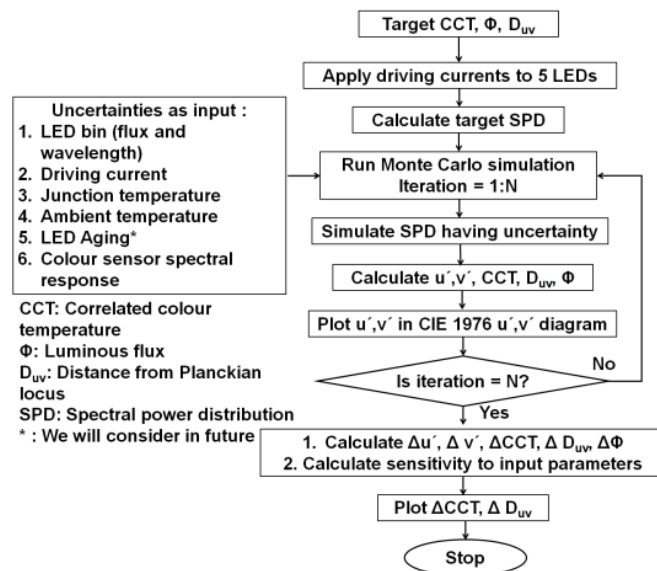 Target CCT, Φ, Duv
Apply driving currents to 5 LEDs
Calculate target SPD
Uncertainties as input :
1. LED bin (flux and
wavelength)
2. Driving current
3. Junction temperature
4. Ambient temperature
5. LED Aging*
6. Colour sensor spectral
response
CCT: Correlated colour
temperature
Φ: Luminous flux
Duv: Distance from Planckian
locus
SPD: Spectral power distribution
* : We will consider in future
Run Monte Carlo simulation
Iteration = 1:N
Simulate SPD having uncertainty
Calculate u´,v´, CCT, Duv, Φ
Plot u´,v´ in CIE 1976 u´,v´ diagram
Is iteration = N?
No
Yes
1. Calculate Δu´, Δ v´, ΔCCT, Δ Duv, ΔΦ
2. Calculate sensitivity to input parameters
Plot ΔCCT, Δ Duv
Stop